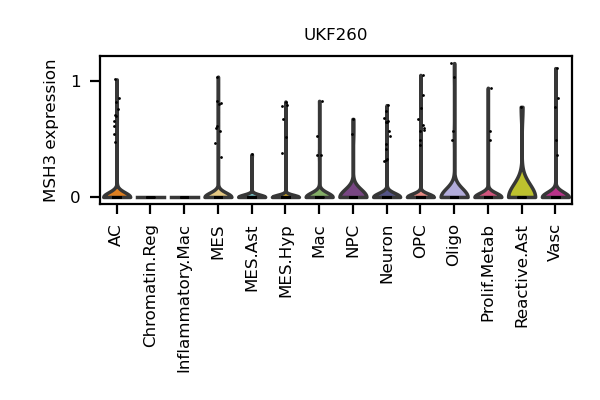 UKF260
MSH3 expression
1
0
AC
Chromatin.Reg
Inflammatory.Mac
MES
MES.Ast
MES.Hyp
Mac
NPC
Neuron
OPC
Oligo
Prolif.Metab
Reactive.Ast
Vasc